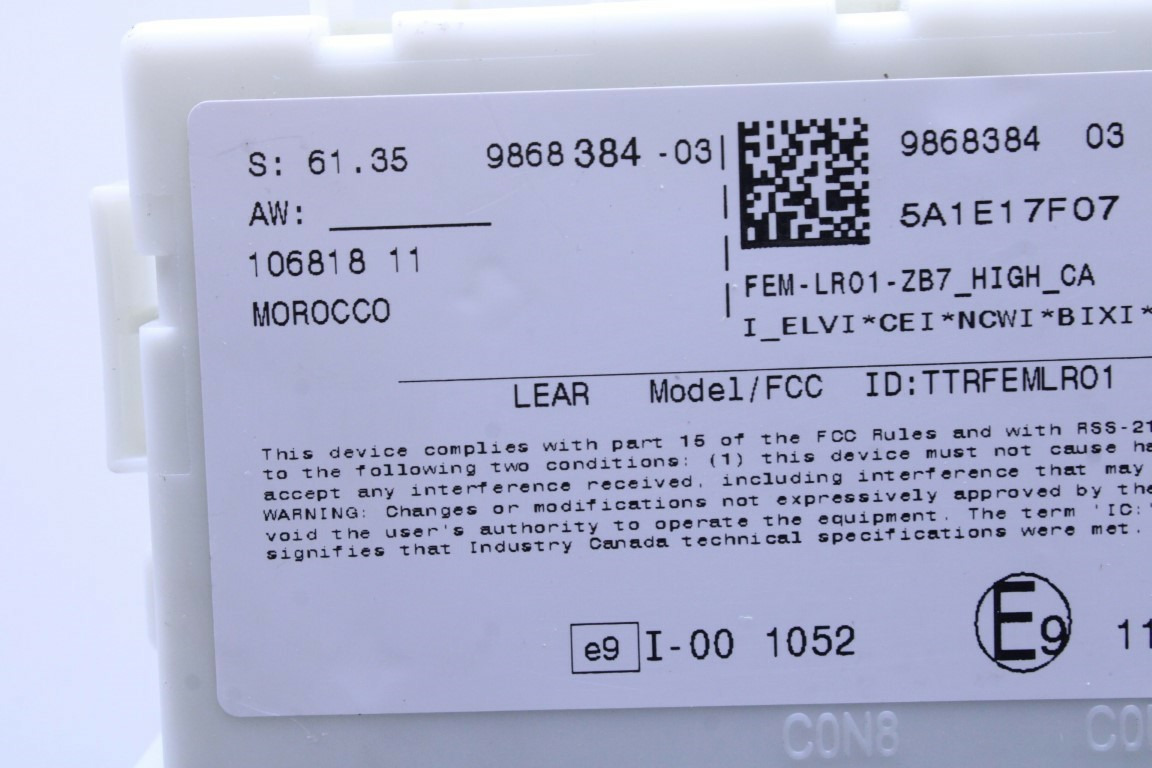 S: 61.35 9868 384 -03
AW:
106818 11
MOROCCO
9868384 03
5A1E17F07
FEM-LR01-ZB7_HIGH_CA
I_ELVI*CEI*NCWI*BIXI*
LEAR Model/FCC ID:TTRFEMLR01
This device complies with part 15 of the FCC Rules and with RSS-21
to the following two conditions: (1) this device must not cause ha
accept any interference received, including interference that may
WARNING: Changes or modifications not expressively approved by the
void the user's authority to operate the equipment. The term 'IC:'
signifies that Industry Canada technical specifications were met.
e9 I-00 1052 E9 11
CON8 CO